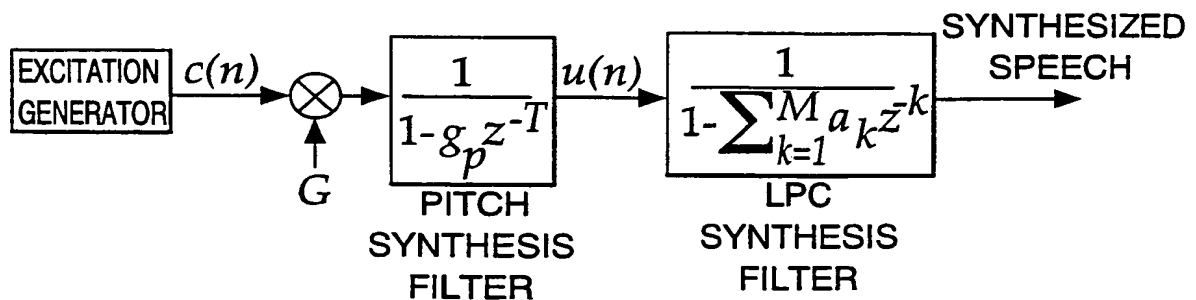 EXCITATION
GENERATOR
c(n)
G
1
1-g_p z^{-T}
PITCH
SYNTHESIS
FILTER
u(n)
1
1-∑_{k=1}^{M} a_k z^{-k}
LPC
SYNTHESIS
FILTER
SYNTHESIZED
SPEECH